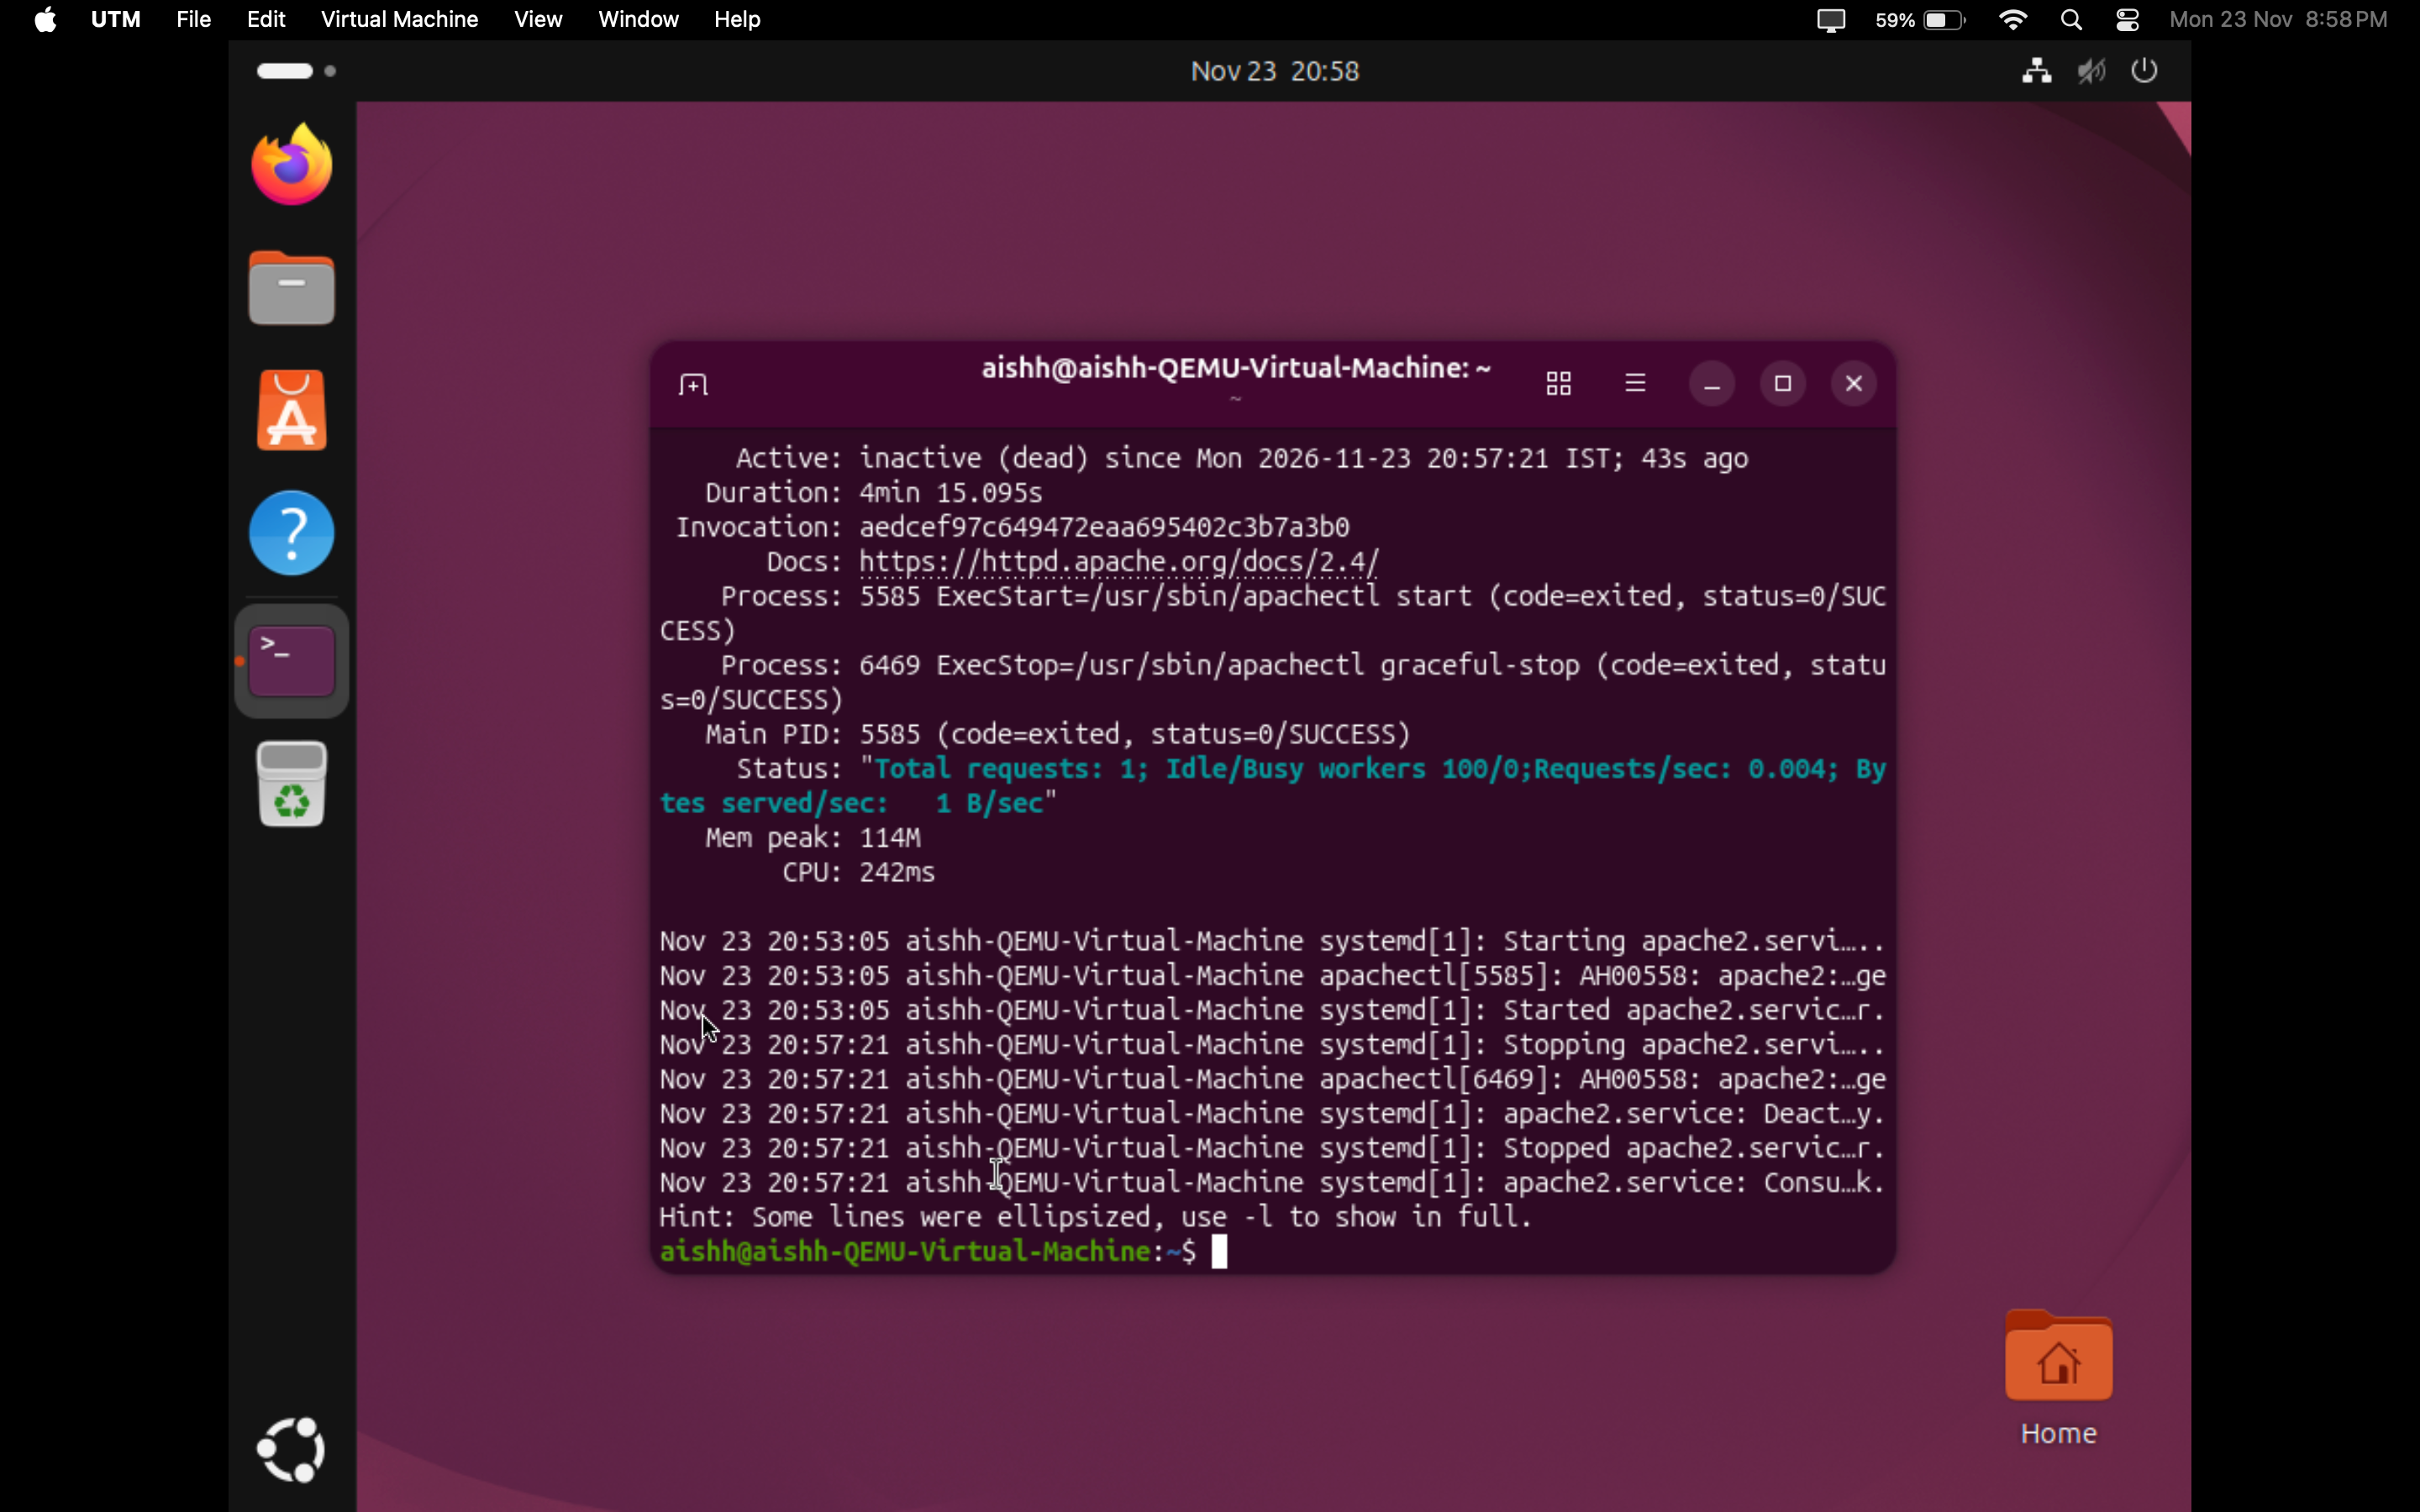 UTM File Edit Virtual Machine View Window Help 59% Mon 23 Nov 8:58 PM
Nov 23 20:58
aishh@aishh-QEMU-Virtual-Machine: ~
~
Active: inactive (dead) since Mon 2026-11-23 20:57:21 IST; 43s ago
Duration: 4min 15.095s
Invocation: aedcef97c649472eaa695402c3b7a3b0
Docs: https://httpd.apache.org/docs/2.4/
Process: 5585 ExecStart=/usr/sbin/apachectl start (code=exited, status=0/SUC
CESS)
Process: 6469 ExecStop=/usr/sbin/apachectl graceful-stop (code=exited, statu
s=0/SUCCESS)
Main PID: 5585 (code=exited, status=0/SUCCESS)
Status: "Total requests: 1; Idle/Busy workers 100/0;Requests/sec: 0.004; By
tes served/sec:   1 B/sec"
Mem peak: 114M
CPU: 242ms
Nov 23 20:53:05 aishh-QEMU-Virtual-Machine systemd[1]: Starting apache2.servi…..
Nov 23 20:53:05 aishh-QEMU-Virtual-Machine apachectl[5585]: AH00558: apache2:…ge
Nov 23 20:53:05 aishh-QEMU-Virtual-Machine systemd[1]: Started apache2.servic…r.
Nov 23 20:57:21 aishh-QEMU-Virtual-Machine systemd[1]: Stopping apache2.servi…..
Nov 23 20:57:21 aishh-QEMU-Virtual-Machine apachectl[6469]: AH00558: apache2:…ge
Nov 23 20:57:21 aishh-QEMU-Virtual-Machine systemd[1]: apache2.service: Deact…y.
Nov 23 20:57:21 aishh-QEMU-Virtual-Machine systemd[1]: Stopped apache2.servic…r.
Nov 23 20:57:21 aishh-QEMU-Virtual-Machine systemd[1]: apache2.service: Consu…k.
Hint: Some lines were ellipsized, use -l to show in full.
aishh@aishh-QEMU-Virtual-Machine:~$
Home